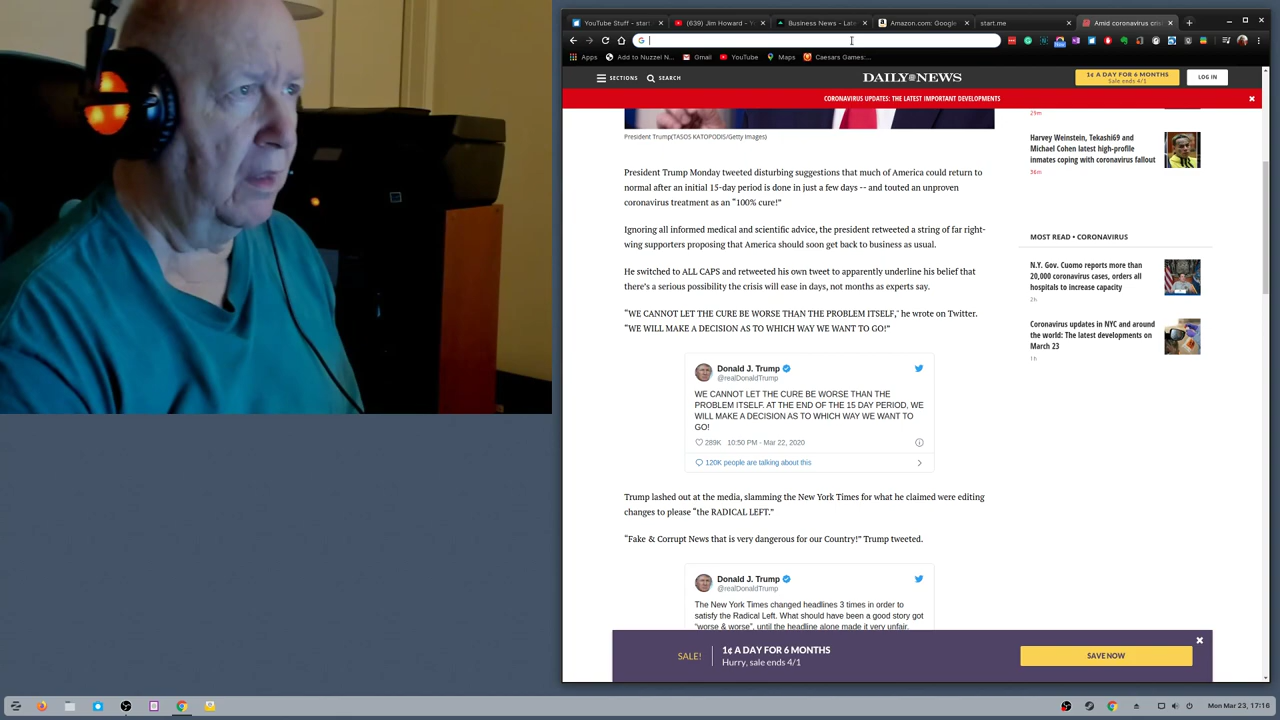 YouTube Stuff - start
(639) Jim Howard - Y
Business News - Late
Amazon.com: Google
start.me
Amid coronavirus cris
Apps
Add to Nuzzel N...
Gmail
YouTube
Maps
Caesars Games:...
SECTIONS
SEARCH
DAILY NEWS
1¢ A DAY FOR 6 MONTHS
Sale ends 4/1
LOG IN
CORONAVIRUS UPDATES: THE LATEST IMPORTANT DEVELOPMENTS
President Trump(TASOS KATOPODIS/Getty Images)
President Trump Monday tweeted disturbing suggestions that much of America could return to
normal after an initial 15-day period is done in just a few days -- and touted an unproven
coronavirus treatment as an “100% cure!”
Ignoring all informed medical and scientific advice, the president retweeted a string of far right-
wing supporters proposing that America should soon get back to business as usual.
He switched to ALL CAPS and retweeted his own tweet to apparently underline his belief that
there’s a serious possibility the crisis will ease in days, not months as experts say.
“WE CANNOT LET THE CURE BE WORSE THAN THE PROBLEM ITSELF,' he wrote on Twitter.
“WE WILL MAKE A DECISION AS TO WHICH WAY WE WANT TO GO!”
Donald J. Trump
@realDonaldTrump
WE CANNOT LET THE CURE BE WORSE THAN THE
PROBLEM ITSELF. AT THE END OF THE 15 DAY PERIOD, WE
WILL MAKE A DECISION AS TO WHICH WAY WE WANT TO
GO!
289K 10:50 PM - Mar 22, 2020
120K people are talking about this
Trump lashed out at the media, slamming the New York Times for what he claimed were editing
changes to please “the RADICAL LEFT.”
“Fake & Corrupt News that is very dangerous for our Country!” Trump tweeted.
Donald J. Trump
@realDonaldTrump
The New York Times changed headlines 3 times in order to
satisfy the Radical Left. What should have been a good story got
“worse & worse”, until the headline alone made it very unfair.
29m
Harvey Weinstein, Tekashi69 and
Michael Cohen latest high-profile
inmates coping with coronavirus fallout
36m
MOST READ • CORONAVIRUS
N.Y. Gov. Cuomo reports more than
20,000 coronavirus cases, orders all
hospitals to increase capacity
2h
Coronavirus updates in NYC and around
the world: The latest developments on
March 23
1h
SALE!
1¢ A DAY FOR 6 MONTHS
Hurry, sale ends 4/1
SAVE NOW
Mon Mar 23, 17:16